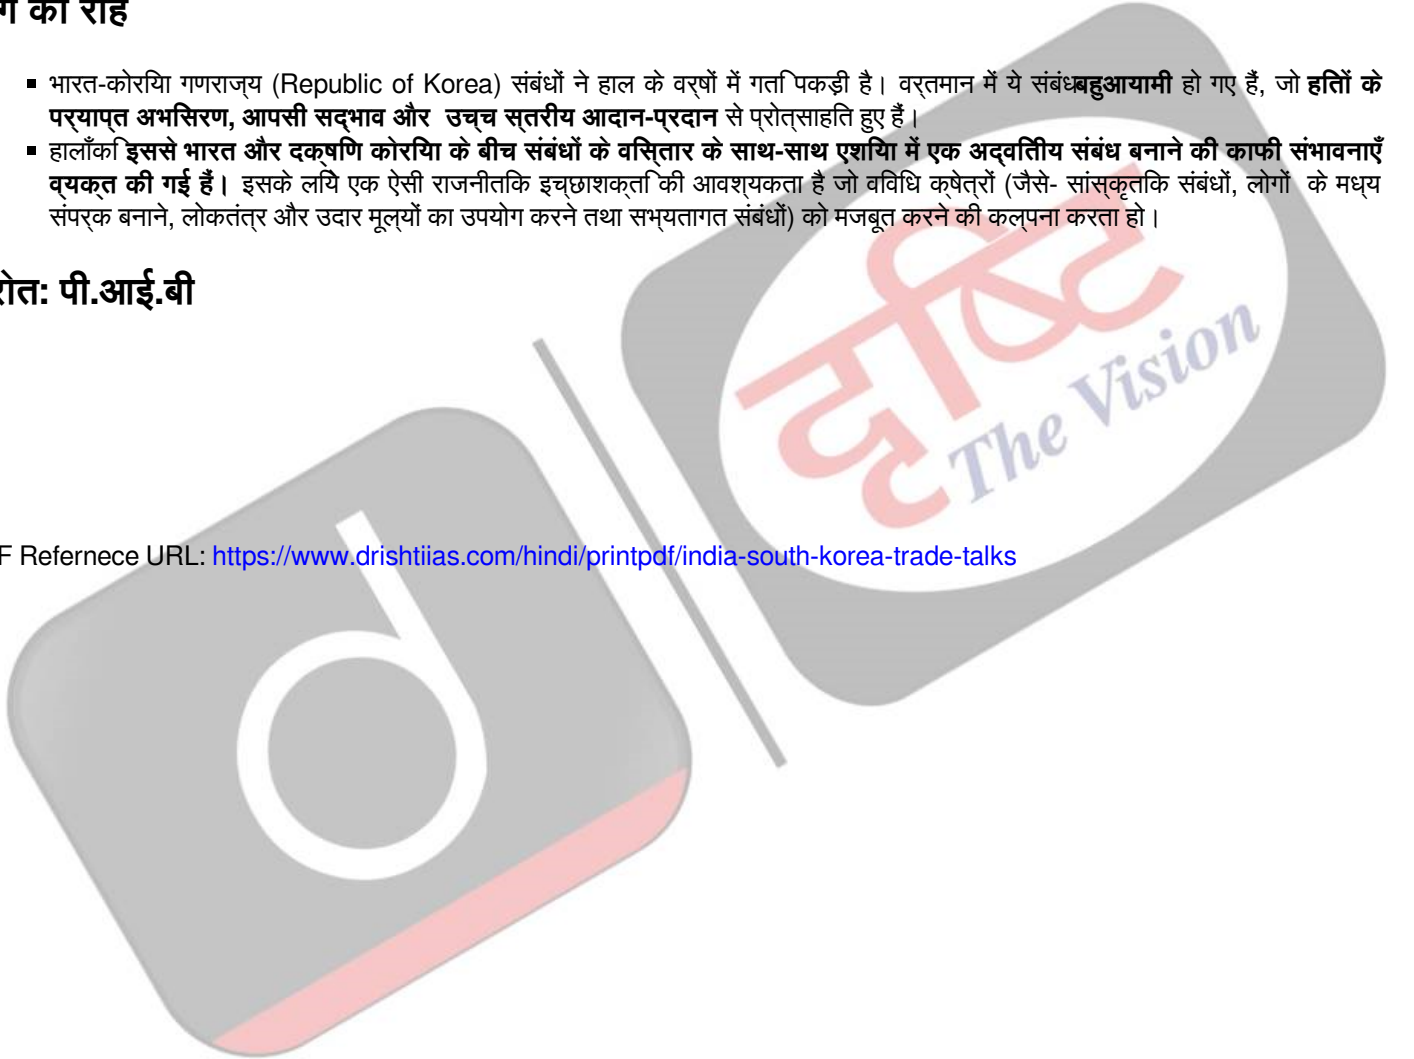 गे की राह
भारत-कोरिया गणराज्य (Republic of Korea) संबंधों ने हाल के वर्षों में गति पकड़ी है। वर्तमान में ये संबंध बहुआयामी हो गए हैं, जो हितों के
पर्याप्त अभिसरण, आपसी सद्भाव और उच्च स्तरीय आदान-प्रदान से प्रोत्साहित हुए हैं।
हालाँकि इससे भारत और दक्षिण कोरिया के बीच संबंधों के विस्तार के साथ-साथ एशिया में एक अद्वितीय संबंध बनाने की काफी संभावनाएँ
व्यक्त की गई हैं। इसके लिये एक ऐसी राजनीतिक इच्छाशक्ति की आवश्यकता है जो विविध क्षेत्रों (जैसे- सांस्कृतिक संबंधों, लोगों के मध्य
संपर्क बनाने, लोकतंत्र और उदार मूल्यों का उपयोग करने तथा सभ्यतागत संबंधों) को मजबूत करने की कल्पना करता हो।
रोत: पी.आई.बी
दृष्टि
The Vision
d
F Refernece URL: https://www.drishtiias.com/hindi/printpdf/india-south-korea-trade-talks